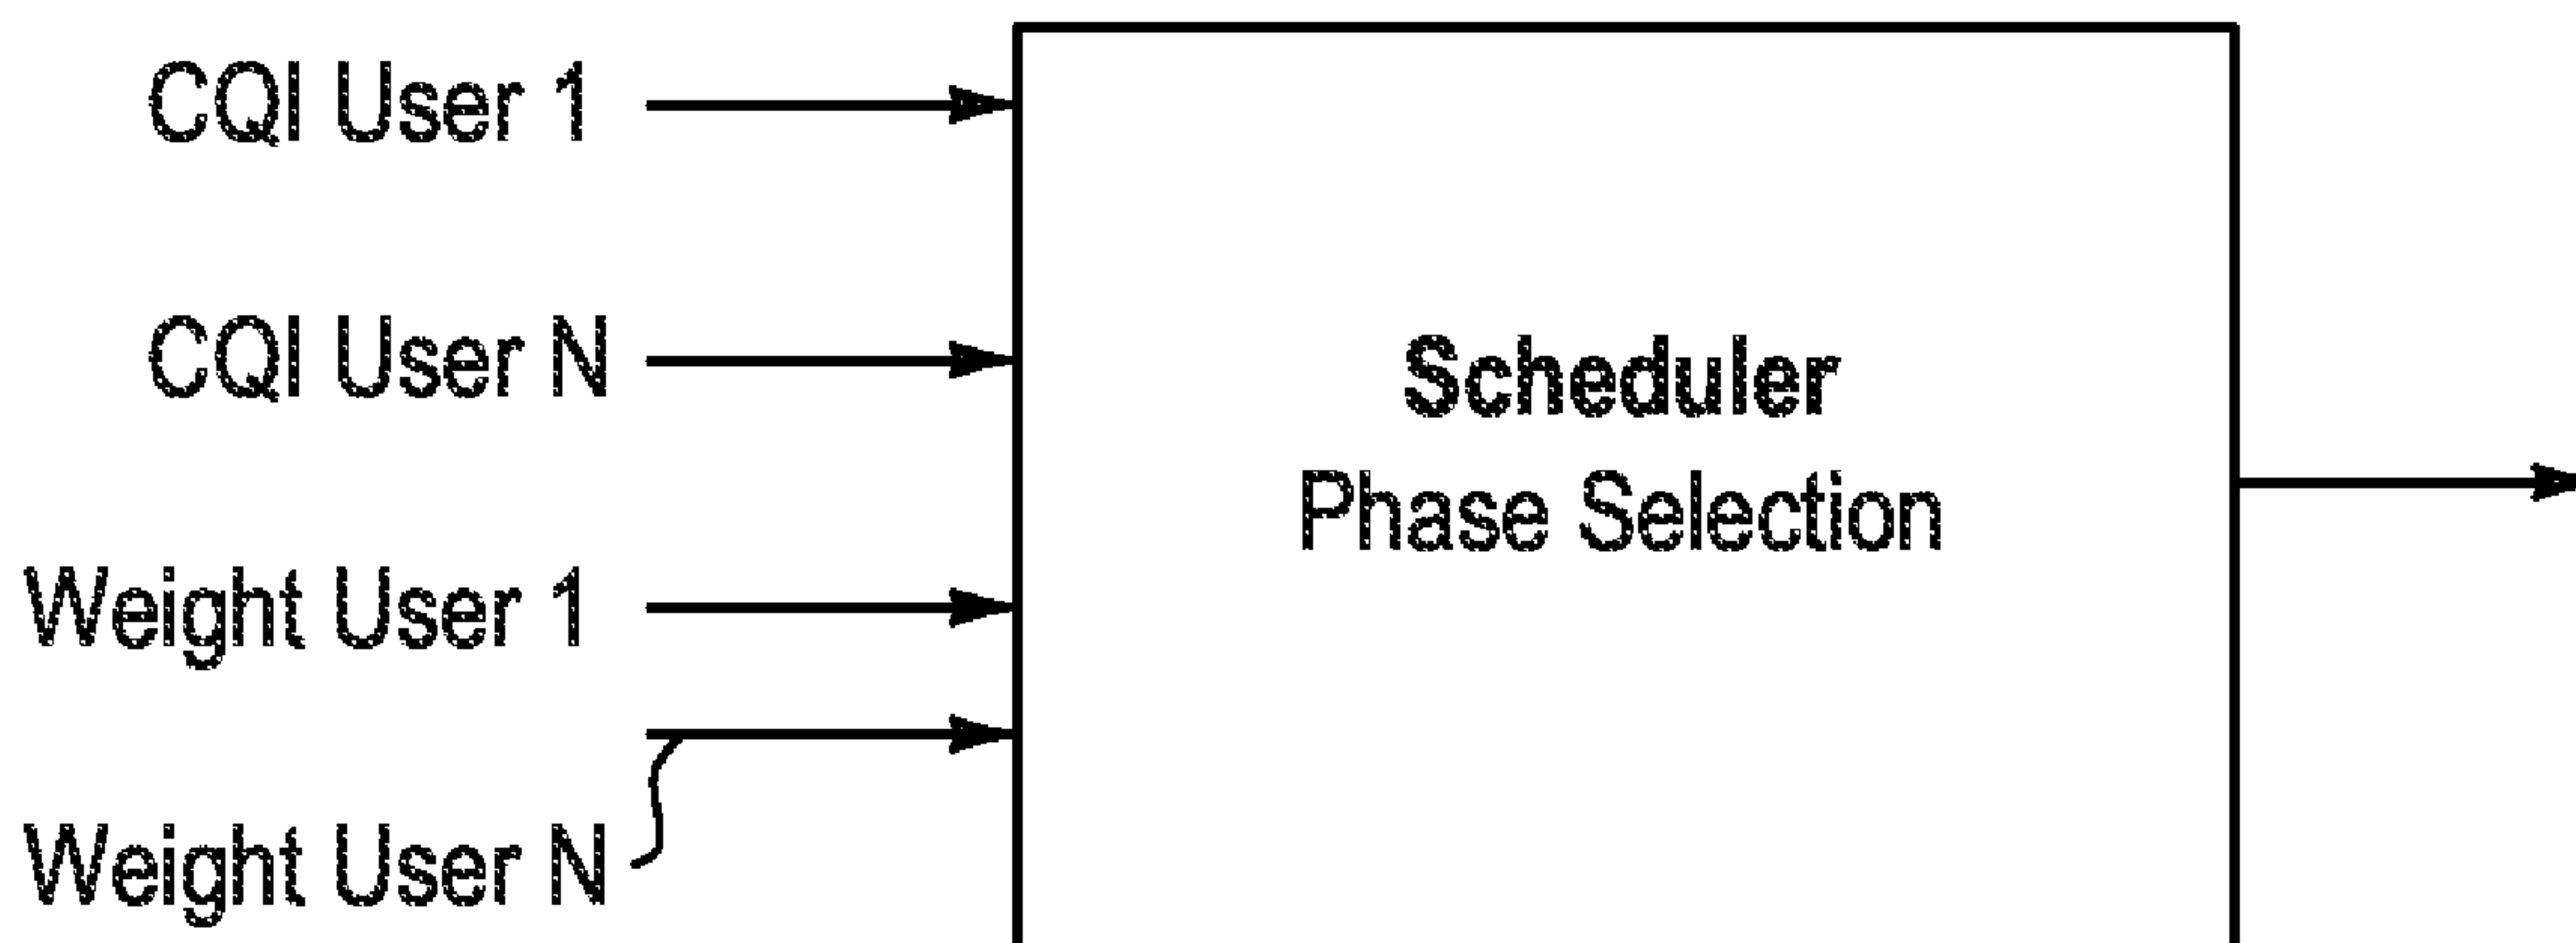 CQI User 1
CQI User N
Scheduler
Phase Selection
Weight User 1
Weight User N